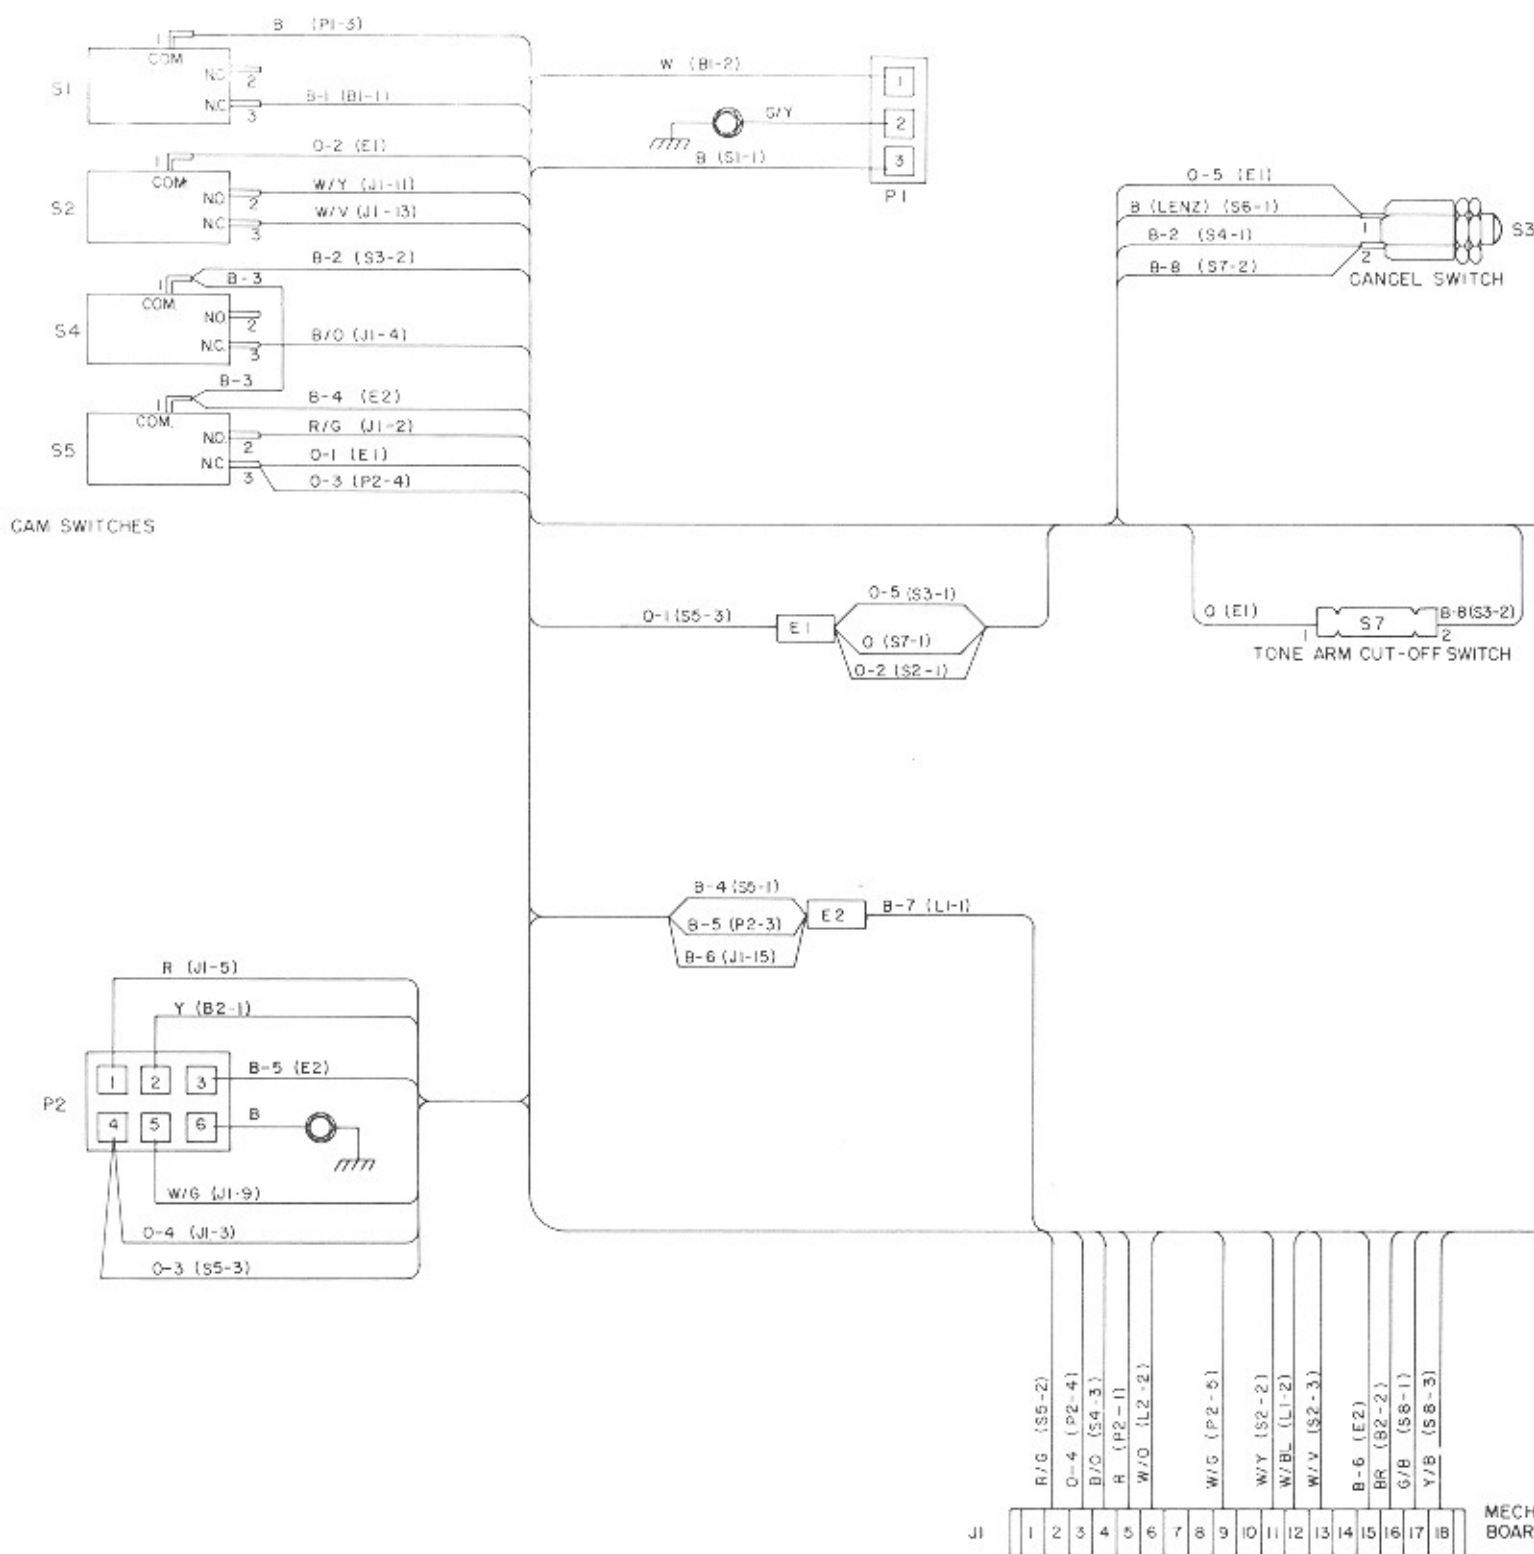 B (P1-3)
1
COM
S1
N.C
2
N.C
3
B-1 (B1-1)
W (B1-2)
1
G/Y
2
B (S1-1)
3
P1
O-2 (E1)
1
COM
S2
N.O.
2
N.C
3
W/Y (J1-11)
W/V (J1-13)
O-5 (E1)
B (LENZ) (S6-1)
1
B-2 (S4-1)
2
B-8 (S7-2)
S3
CANCEL SWITCH
B-2 (S3-2)
B-3
1
COM.
S4
N.O
2
N.C.
3
B/O (J1-4)
B-3
B-4 (E2)
1
COM.
S5
N.O.
2
N.C
3
R/G (J1-2)
O-1 (E1)
O-3 (P2-4)
CAM SWITCHES
O-1 (S5-3)
E1
O-5 (S3-1)
O (S7-1)
O-2 (S2-1)
O (E1)
1
S7
2
B-8(S3-2)
TONE ARM CUT-OFF SWITCH
B-4 (S5-1)
B-5 (P2-3)
B-6 (J1-15)
E2
B-7 (L1-1)
R (J1-5)
Y (B2-1)
B-5 (E2)
P2
1 2 3
4 5 6
B
W/G (J1-9)
O-4 (J1-3)
O-3 (S5-3)
R/G (S5-2)
O-4 (P2-4)
B/O (S4-3)
R (P2-1)
W/O (L2-2)
W/G (P2-5)
W/Y (S2-2)
W/BL (L1-2)
W/V (S2-3)
B-6 (E2)
BR (B2-2)
G/B (S8-1)
Y/B (S8-3)
J1
1 2 3 4 5 6 7 8 9 10 11 12 13 14 15 16 17 18
MECH
BOAR